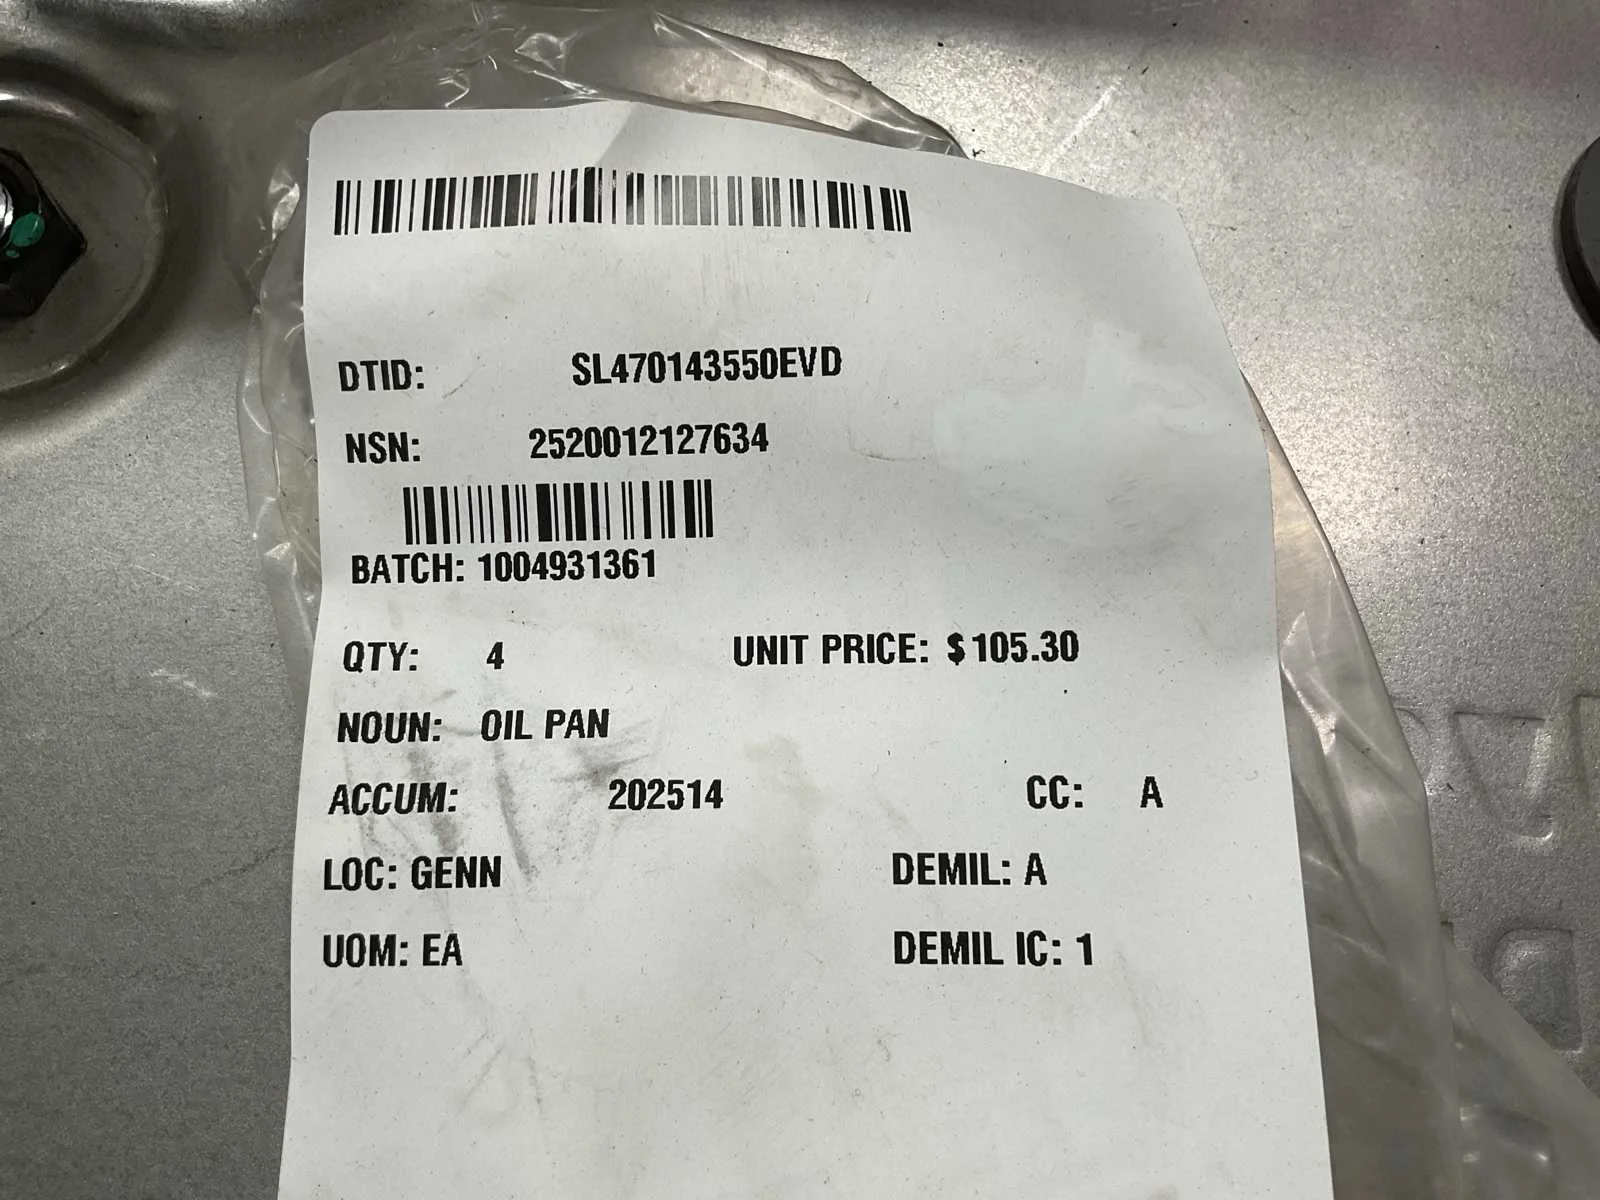 DTID: SL470143550EVD
NSN: 2520012127634
BATCH: 1004931361
QTY: 4 UNIT PRICE: $105.30
NOUN: OIL PAN
ACCUM: 202514 CC: A
LOC: GENN DEMIL: A
UOM: EA DEMIL IC: 1